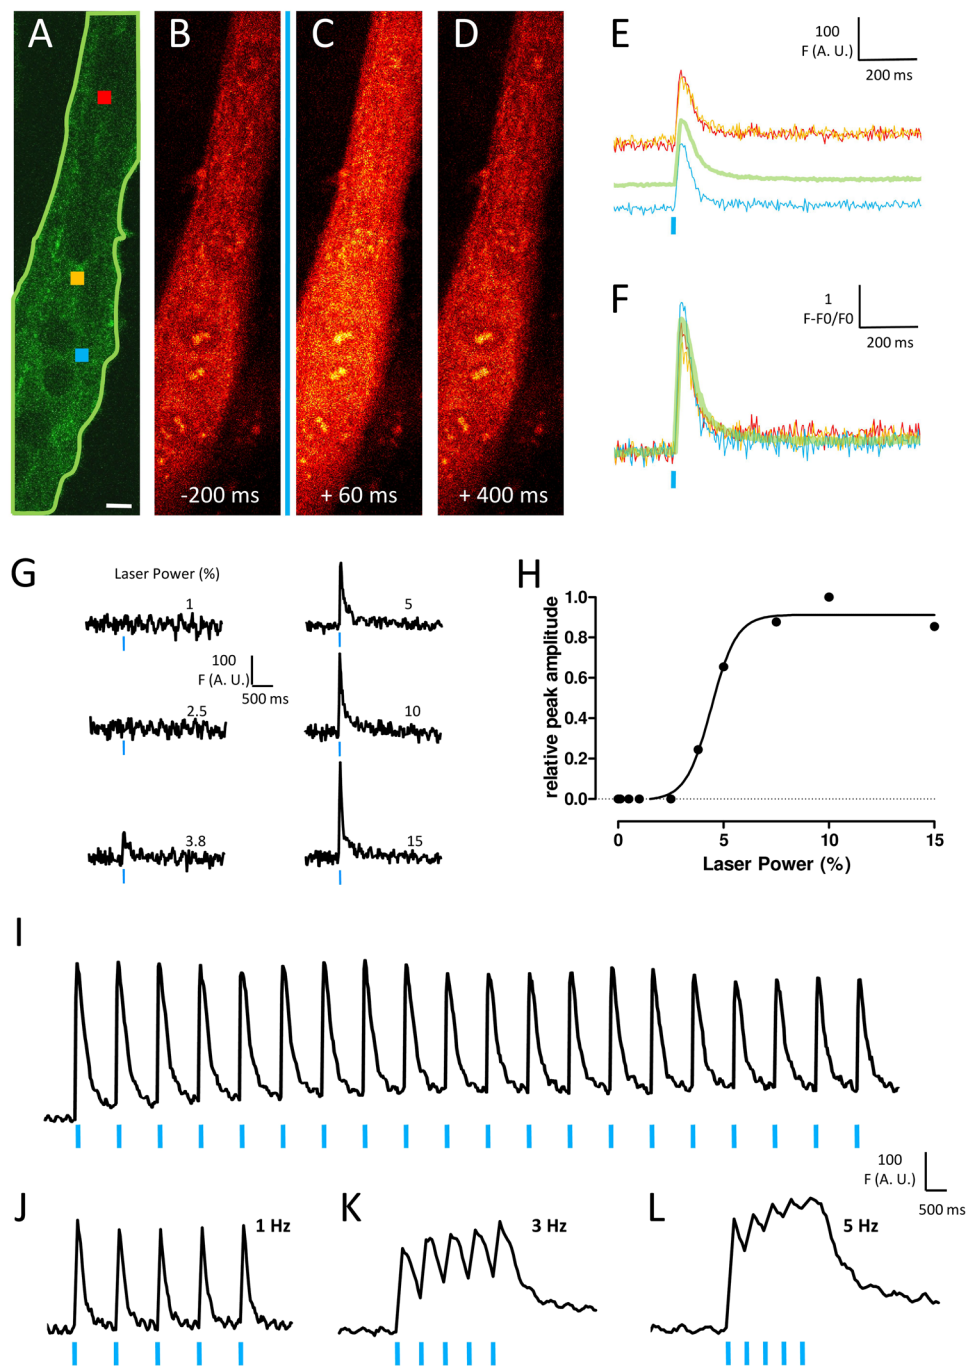 A
B
C
D
-200 ms
+ 60 ms
+ 400 ms
E
100
F (A. U.)
200 ms
F
1
F-F0/F0
200 ms
G
Laser Power (%)
1
5
100
F (A. U.)
500 ms
2.5
10
3.8
15
H
relative peak amplitude
1.0
0.8
0.6
0.4
0.2
0.0
0
5
10
15
Laser Power (%)
I
100
F (A. U.)
500 ms
J
1 Hz
K
3 Hz
L
5 Hz